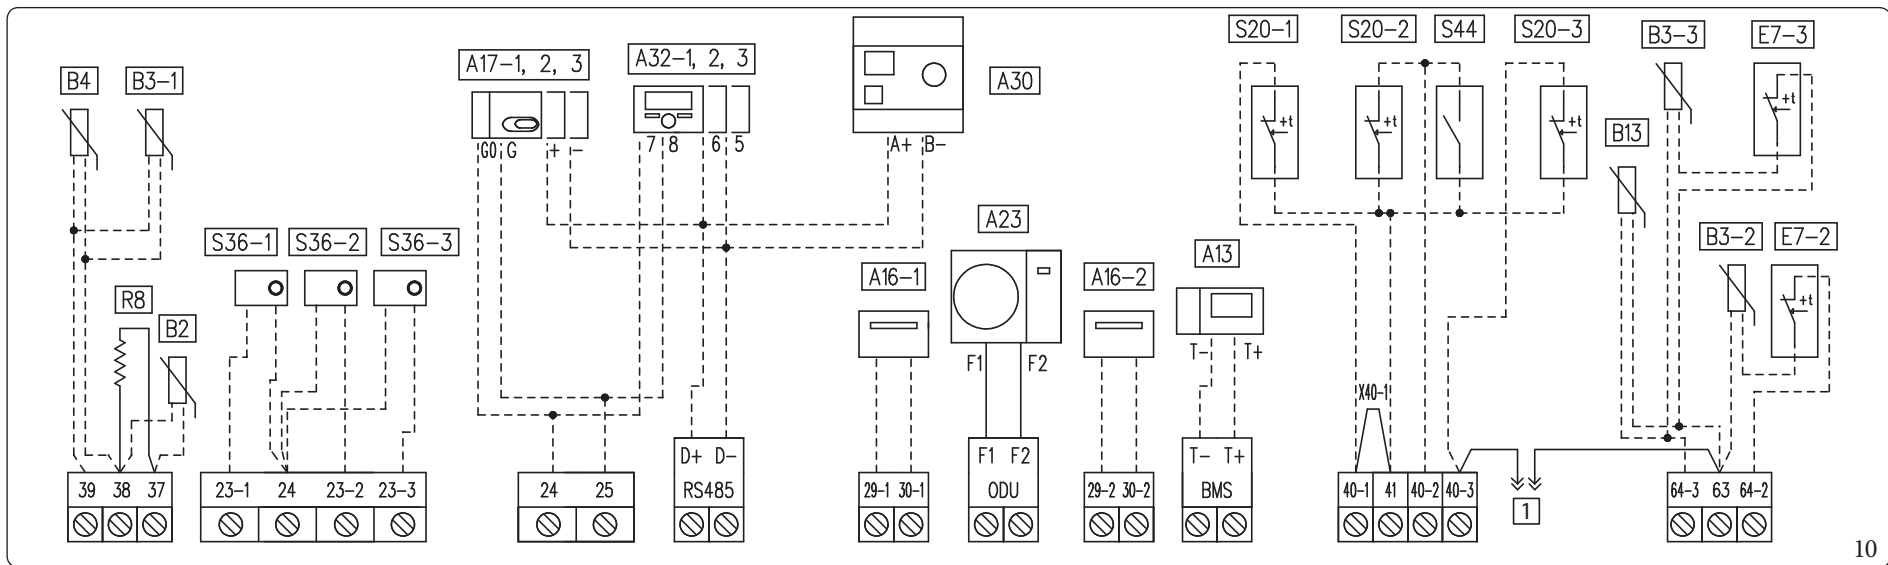 S20-1 S20-2 S44 S20-3 B3-3 E7-3
A17-1, 2, 3 A32-1, 2, 3 A30
B4 B3-1
+t +t +t +t
B13
G0 G + - 7 8 6 5 A+ B-
S36-1 S36-2 S36-3 A23 A13 B3-2 E7-2
A16-1 A16-2
R8 B2
+t
F1 F2 T- T+
X40-1
D+ D- F1 F2 T- T+
39 38 37 23-1 24 23-2 23-3 24 25 RS485 29-1 30-1 ODU 29-2 30-2 BMS 40-1 41 40-2 40-3 64-3 63 64-2
1
10